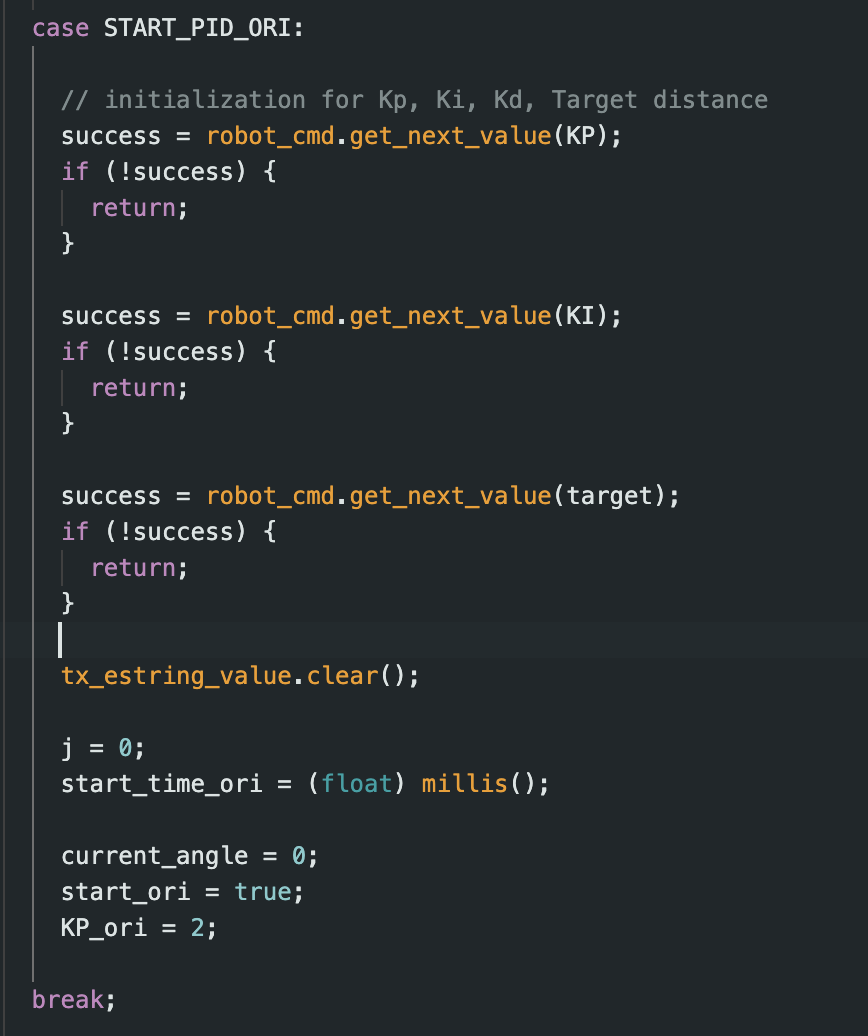 case START_PID_ORI:
// initialization for Kp, Ki, Kd, Target distance
success = robot_cmd.get_next_value(KP);
if (!success) {
return;
}
success = robot_cmd.get_next_value(KI);
if (!success) {
return;
}
success = robot_cmd.get_next_value(target);
if (!success) {
return;
}
tx_estring_value.clear();
j = 0;
start_time_ori = (float) millis();
current_angle = 0;
start_ori = true;
KP_ori = 2;
break;